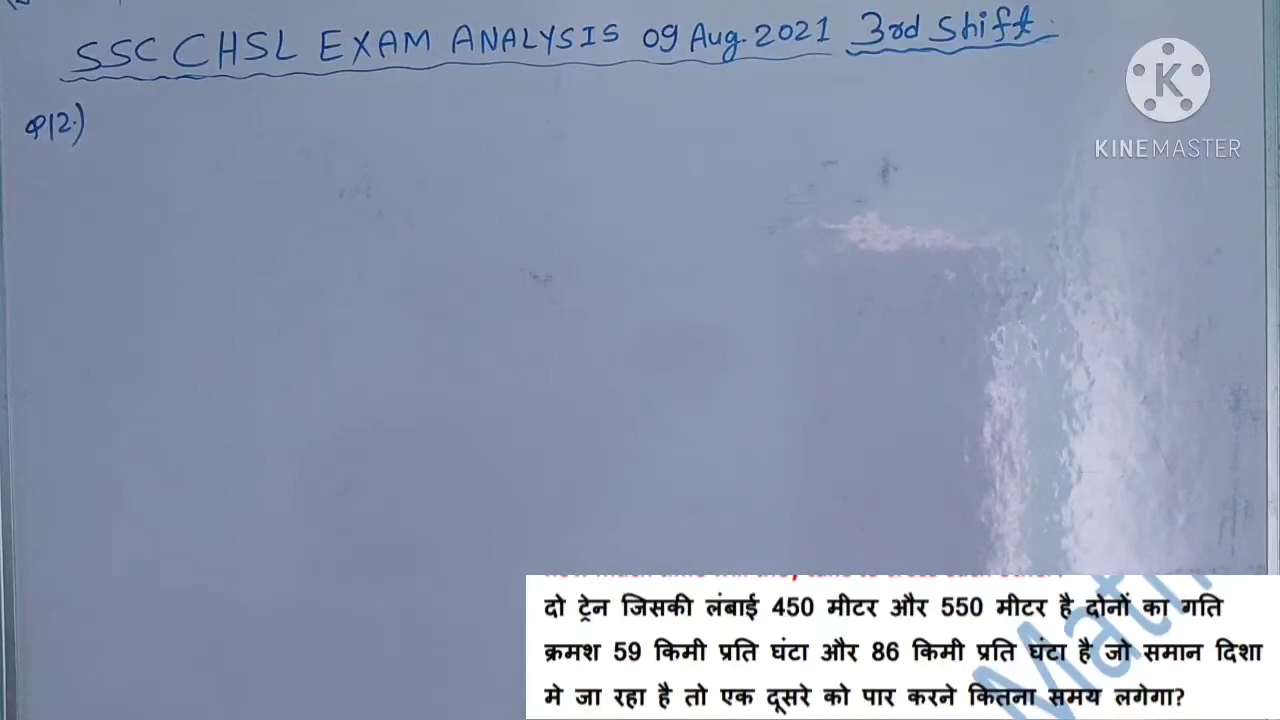 SSC CHSL EXAM ANALYSIS 09 Aug. 2021 3rd Shift
K
KINEMASTER
Q12.)
दो ट्रेन जिसकी लंबाई 450 मीटर और 550 मीटर है दोनों का गति
क्रमश 59 किमी प्रति घंटा और 86 किमी प्रति घंटा है जो समान दिशा
मे जा रहा है तो एक दूसरे को पार करने कितना समय लगेगा?